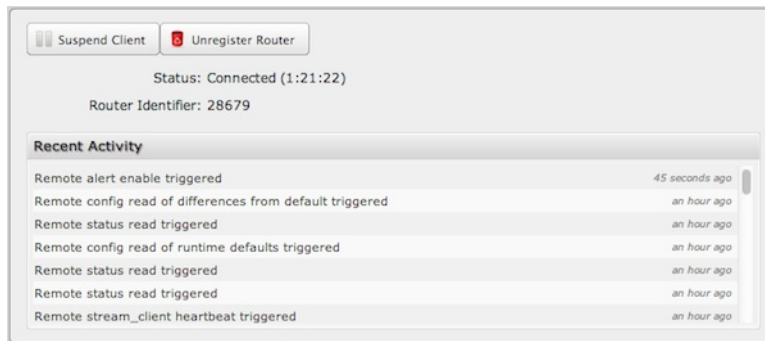 Suspend Client Unregister Router
Status: Connected (1:21:22)
Router Identifier: 28679
Recent Activity
Remote alert enable triggered 45 seconds ago
Remote config read of differences from default triggered an hour ago
Remote status read triggered an hour ago
Remote config read of runtime defaults triggered an hour ago
Remote status read triggered an hour ago
Remote status read triggered an hour ago
Remote stream_client heartbeat triggered an hour ago